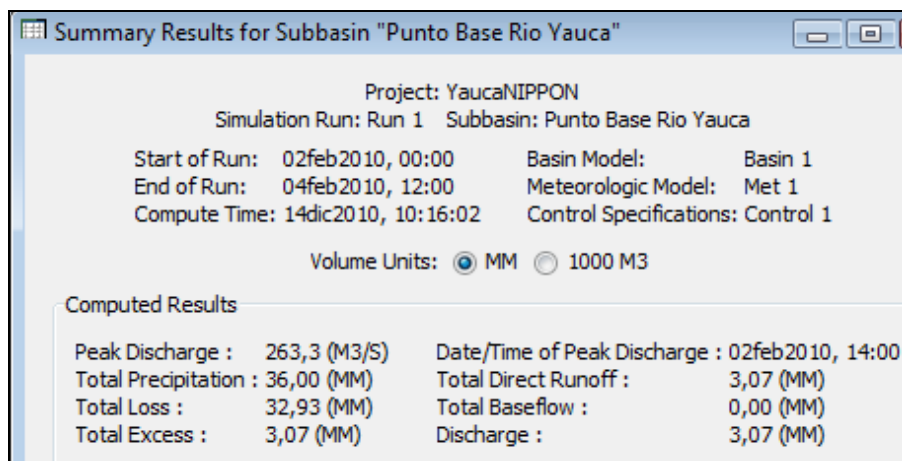 Summary Results for Subbasin "Punto Base Rio Yauca"
Project: YaucaNIPPON
Simulation Run: Run 1 Subbasin: Punto Base Rio Yauca
Start of Run: 02feb2010, 00:00 Basin Model: Basin 1
End of Run: 04feb2010, 12:00 Meteorologic Model: Met 1
Compute Time: 14dic2010, 10:16:02 Control Specifications: Control 1
Volume Units: MM 1000 M3
Computed Results
Peak Discharge : 263,3 (M3/S) Date/Time of Peak Discharge : 02feb2010, 14:00
Total Precipitation : 36,00 (MM) Total Direct Runoff : 3,07 (MM)
Total Loss : 32,93 (MM) Total Baseflow : 0,00 (MM)
Total Excess : 3,07 (MM) Discharge : 3,07 (MM)